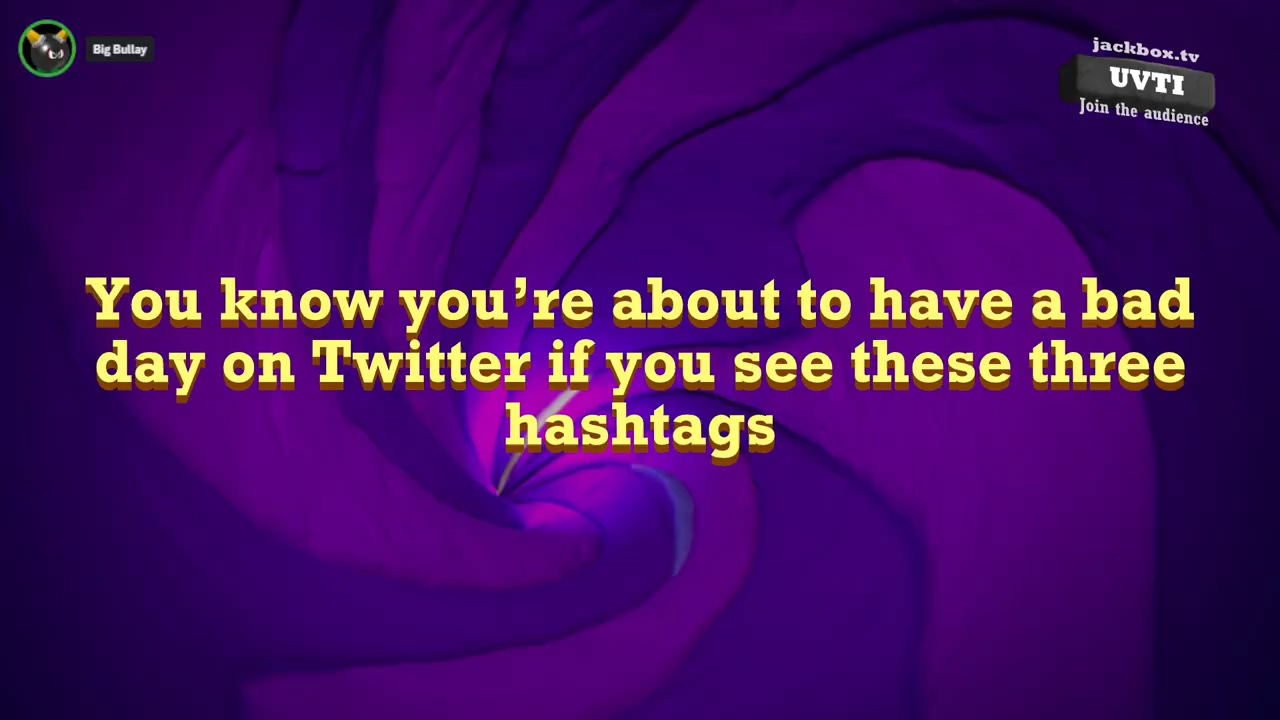 Big Bullay
jackbox.tv
UVTI
Join the audience
You know you’re about to have a bad
day on Twitter if you see these three
hashtags